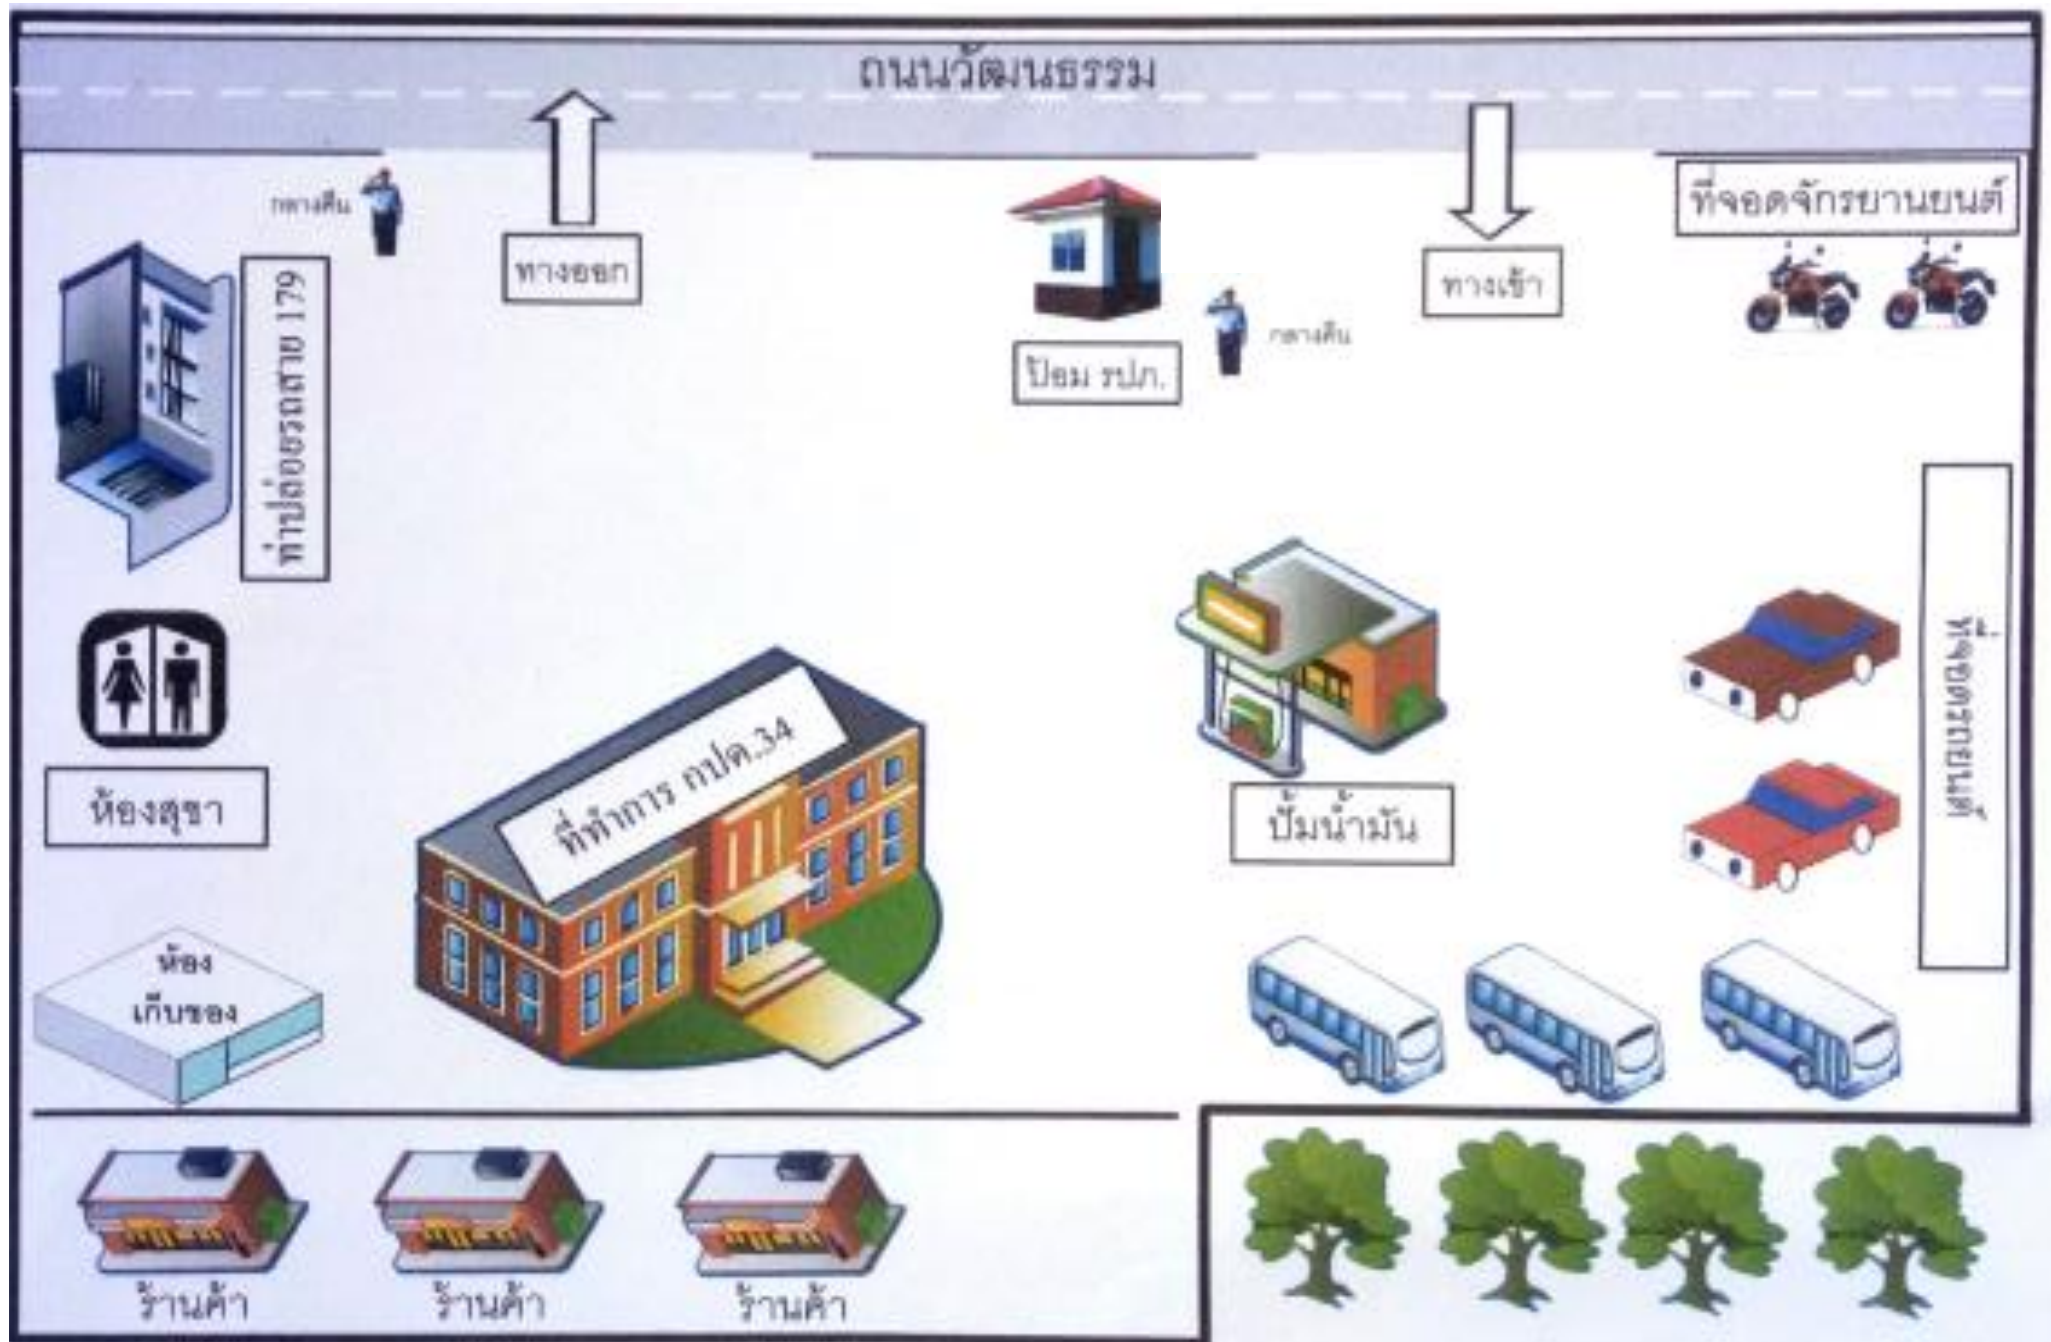 ถนนวัฒนธรรม
กลางคืน
ทางออก
ที่จอดจักรยานยนต์
ทางเข้า
ท่าปล่อยรถสาย 179
ป้อม รปภ.
กลางคืน
ที่จอดรถยนต์
ห้องสุขา
ที่ทำการ กปด.34
ปั้มน้ำมัน
ห้อง
เก็บของ
ร้านค้า
ร้านค้า
ร้านค้า